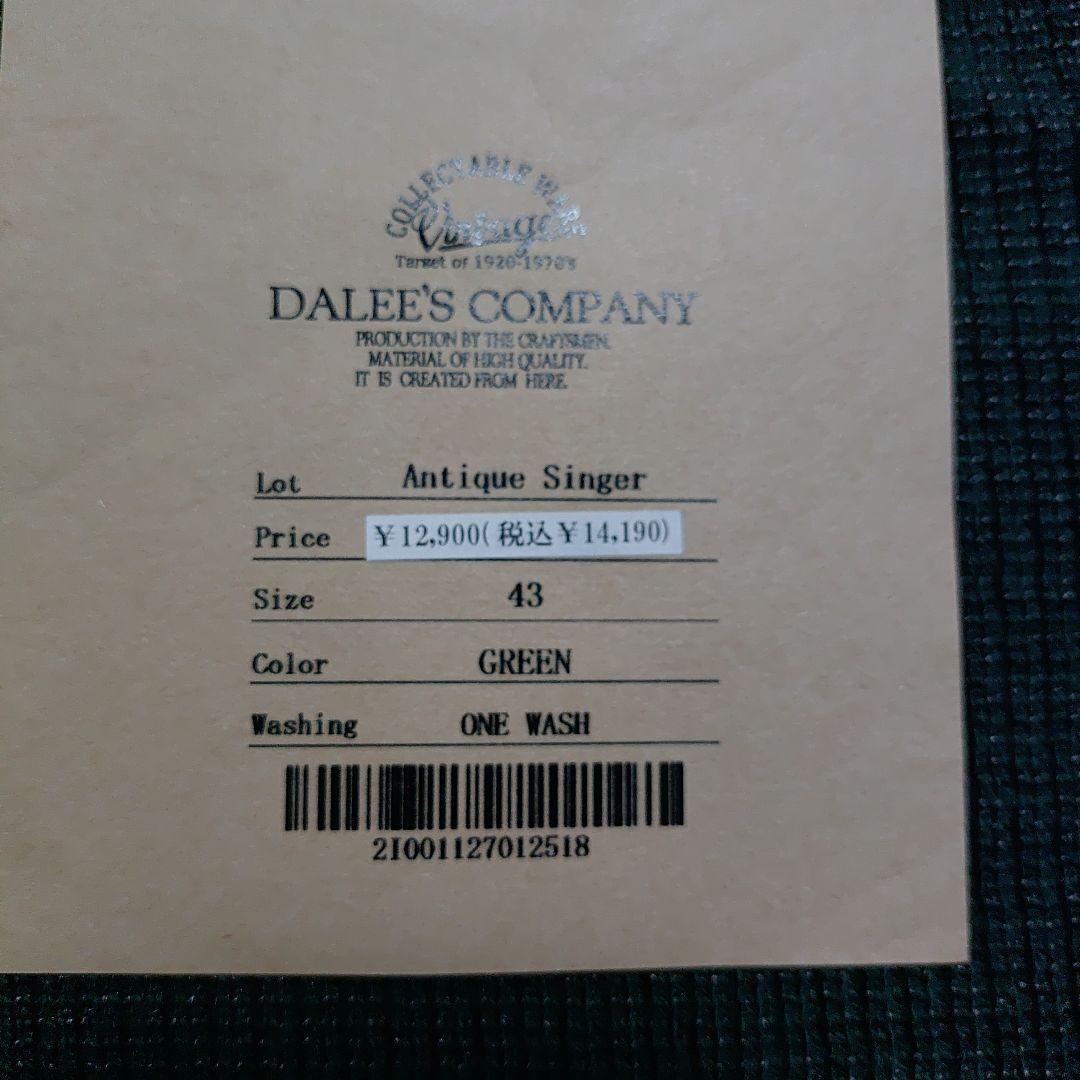 COLLECTABLE WARK
Vintage
Target of 1920-1970's
DALEE'S COMPANY
PRODUCTION BY THE CRAFTSMEN.
MATERIAL OF HIGH QUALITY.
IT IS CREATED FROM HERE.
Lot Antique Singer
Price ¥12,900(税込¥14,190)
Size 43
Color GREEN
Washing ONE WASH
2I001127012518